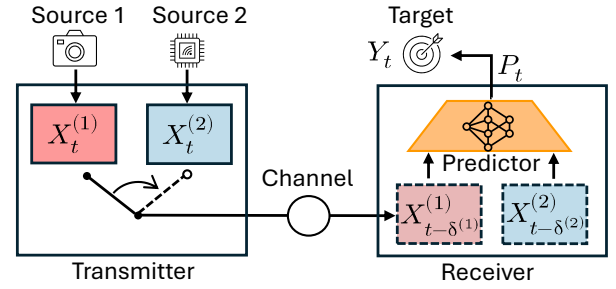 Source 1
Source 2
Target
Y_t
P_t
X_t^{(1)}
X_t^{(2)}
Predictor
Channel
X_{t-δ^{(1)}}^{(1)}
X_{t-δ^{(2)}}^{(2)}
Transmitter
Receiver